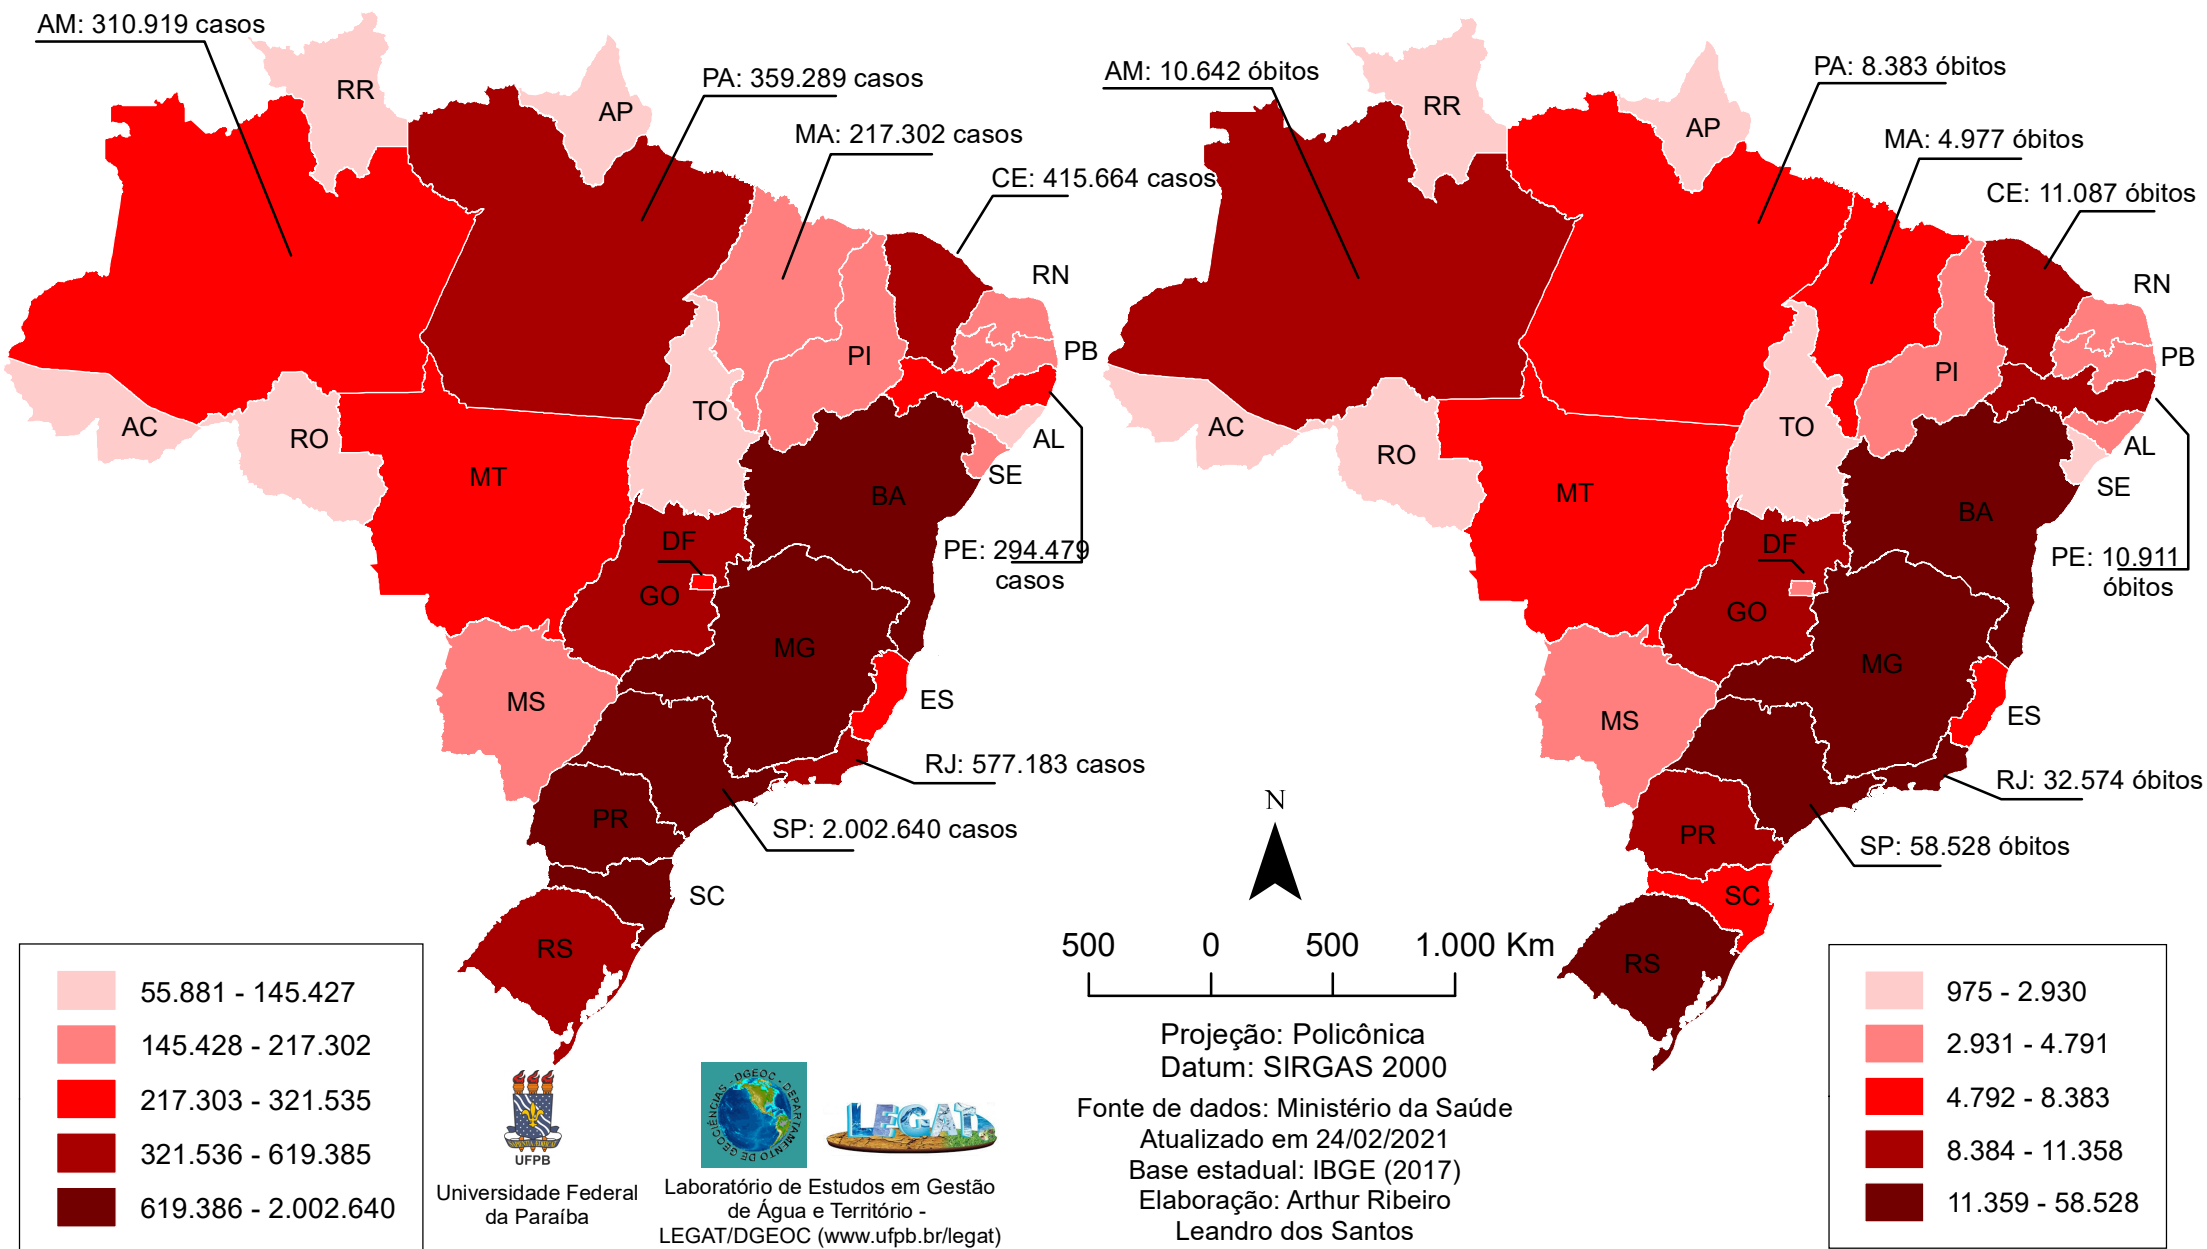 AM: 310.919 casos
RR
AP
PA: 359.289 casos
MA: 217.302 casos
CE: 415.664 casos
RN
PB
PI
TO
AC
RO
MT
AL
SE
BA
DF
PE: 294.479
casos
GO
MG
MS
ES
RJ: 577.183 casos
PR
SP: 2.002.640 casos
SC
RS
55.881 - 145.427
145.428 - 217.302
217.303 - 321.535
321.536 - 619.385
619.386 - 2.002.640
AM: 10.642 óbitos
RR
AP
PA: 8.383 óbitos
MA: 4.977 óbitos
CE: 11.087 óbitos
RN
PB
PI
TO
AC
RO
MT
AL
SE
BA
DF
PE: 10.911
óbitos
GO
MG
MS
ES
RJ: 32.574 óbitos
PR
SP: 58.528 óbitos
SC
RS
975 - 2.930
2.931 - 4.791
4.792 - 8.383
8.384 - 11.358
11.359 - 58.528
N
500 0 500 1.000 Km
Projeção: Policônica
Datum: SIRGAS 2000
Fonte de dados: Ministério da Saúde
Atualizado em 24/02/2021
Base estadual: IBGE (2017)
Elaboração: Arthur Ribeiro
Leandro dos Santos
UFPB
Universidade Federal
da Paraíba
DGEOC - DEPARTAMENTO DE GEOCIÊNCIAS
LEGAT
Laboratório de Estudos em Gestão
de Água e Território -
LEGAT/DGEOC (www.ufpb.br/legat)